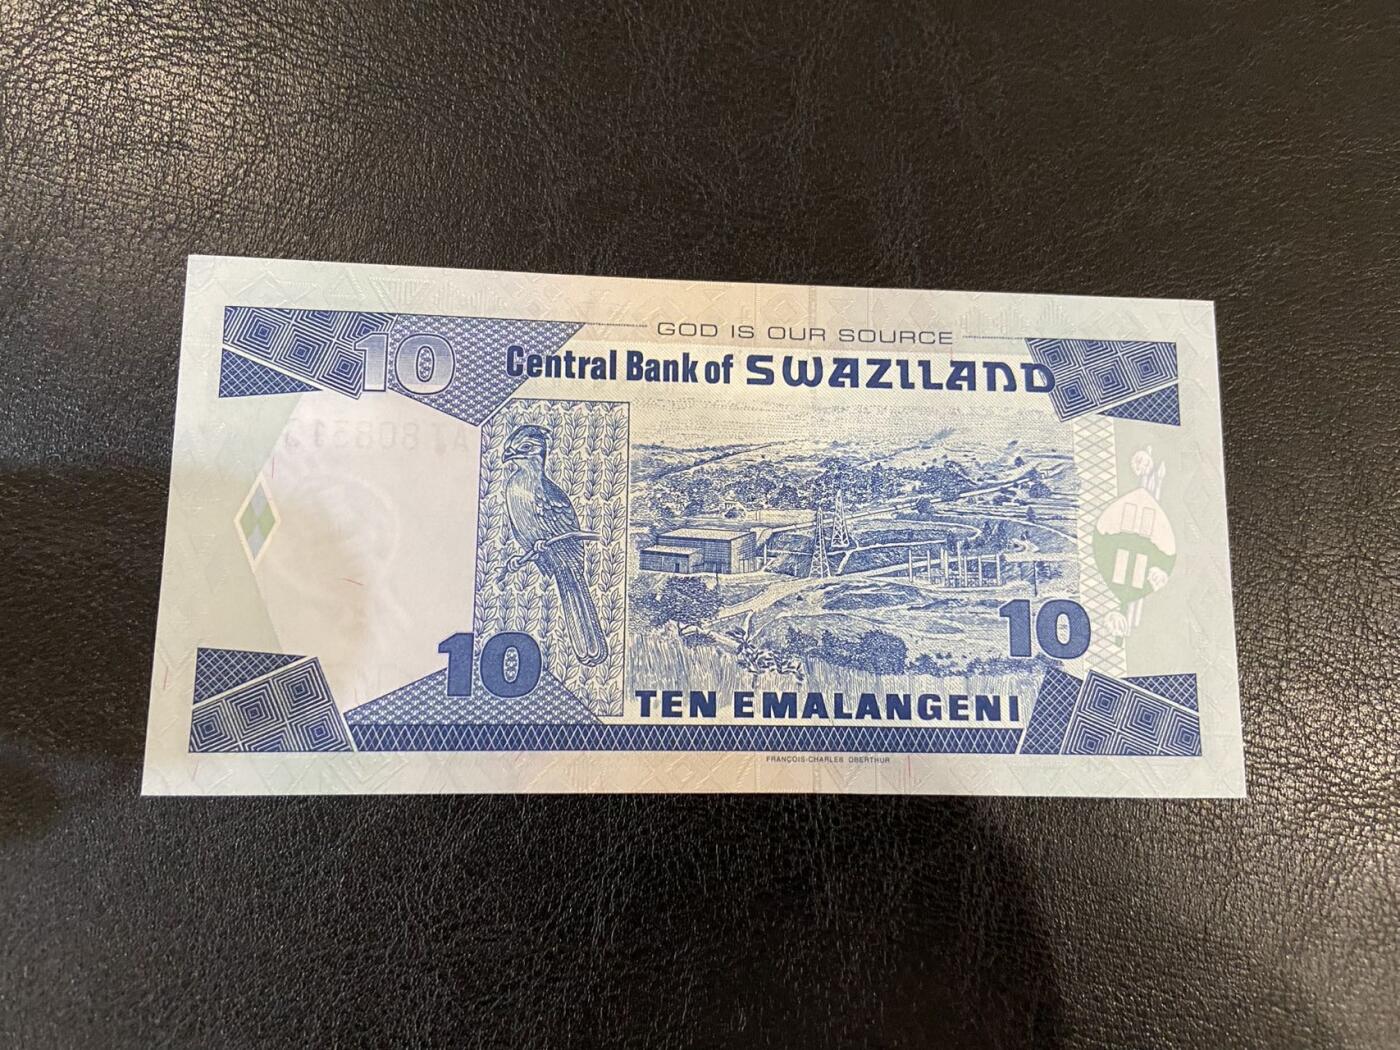 GOD IS OUR SOURCE
10
Central Bank of SWAZILAND
10
10
TEN EMALANGENI
FRANÇOIS-CHARLES OBERTHUR